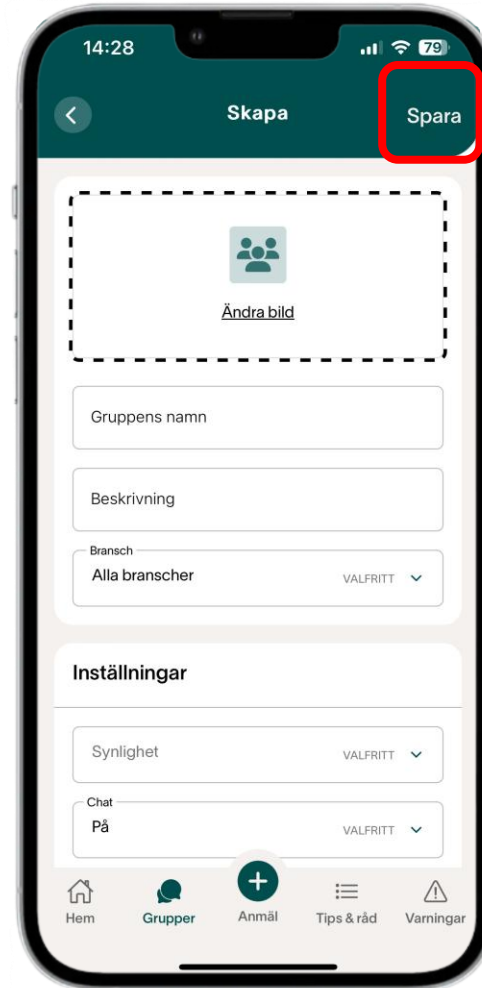 14:28
79
Skapa
Spara
Ändra bild
Gruppens namn
Beskrivning
Bransch
Alla branscher
VALFRITT
Inställningar
Synlighet
VALFRITT
Chat
På
VALFRITT
Hem
Grupper
Anmäl
Tips & råd
Varningar